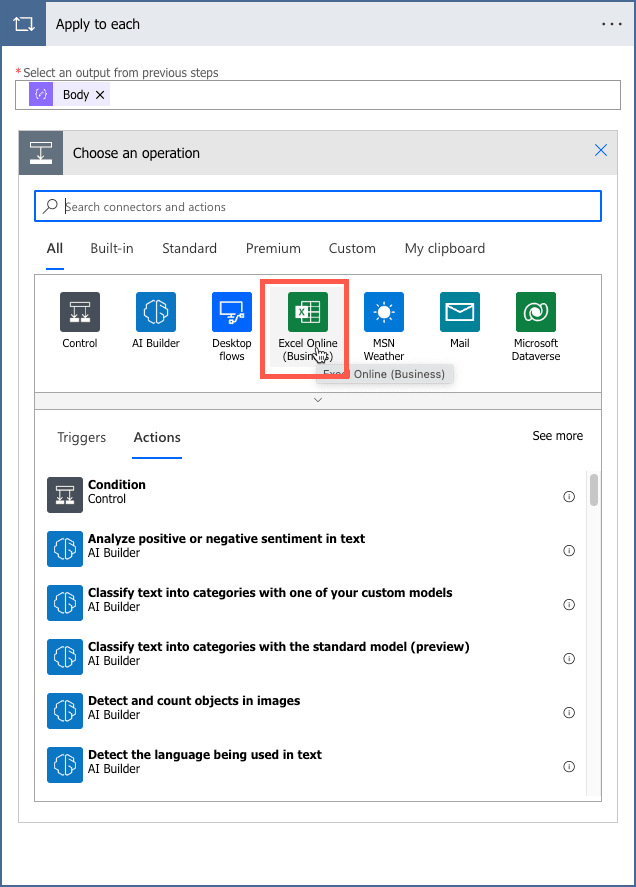 Apply to each
* Select an output from previous steps
Body
Choose an operation
Search connectors and actions
All Built-in Standard Premium Custom My clipboard
Control
AI Builder
Desktop
flows
Excel Online
(Business)
MSN
Weather
Mail
Microsoft
Dataverse
Excel Online (Business)
Triggers Actions See more
Condition
Control
Analyze positive or negative sentiment in text
AI Builder
Classify text into categories with one of your custom models
AI Builder
Classify text into categories with the standard model (preview)
AI Builder
Detect and count objects in images
AI Builder
Detect the language being used in text
AI Builder